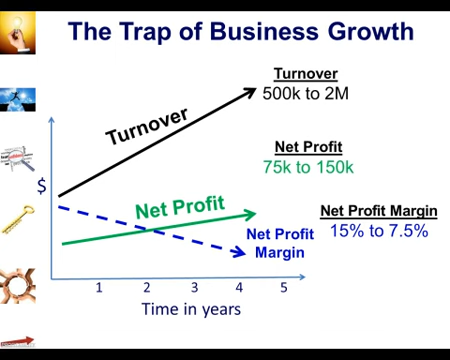 The Trap of Business Growth
Turnover
500k to 2M
Turnover
Net Profit
75k to 150k
$
Net Profit
Net Profit Margin
15% to 7.5%
Net Profit
Margin
1 2 3 4 5
Time in years